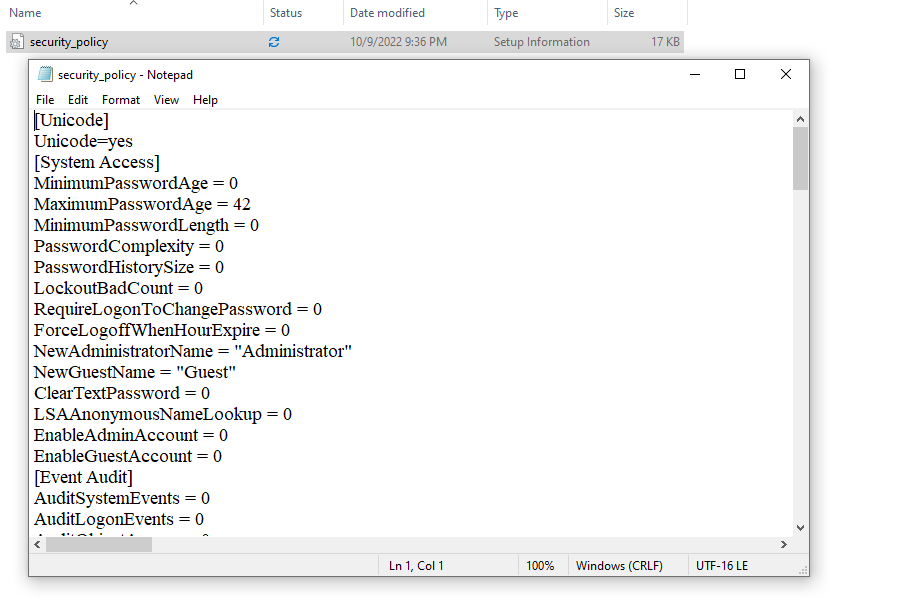 Name Status Date modified Type Size
security_policy 10/9/2022 9:36 PM Setup Information 17 KB
security_policy - Notepad
File Edit Format View Help
[Unicode]
Unicode=yes
[System Access]
MinimumPasswordAge = 0
MaximumPasswordAge = 42
MinimumPasswordLength = 0
PasswordComplexity = 0
PasswordHistorySize = 0
LockoutBadCount = 0
RequireLogonToChangePassword = 0
ForceLogoffWhenHourExpire = 0
NewAdministratorName = "Administrator"
NewGuestName = "Guest"
ClearTextPassword = 0
LSAAnonymousNameLookup = 0
EnableAdminAccount = 0
EnableGuestAccount = 0
[Event Audit]
AuditSystemEvents = 0
AuditLogonEvents = 0
Ln 1, Col 1 100% Windows (CRLF) UTF-16 LE